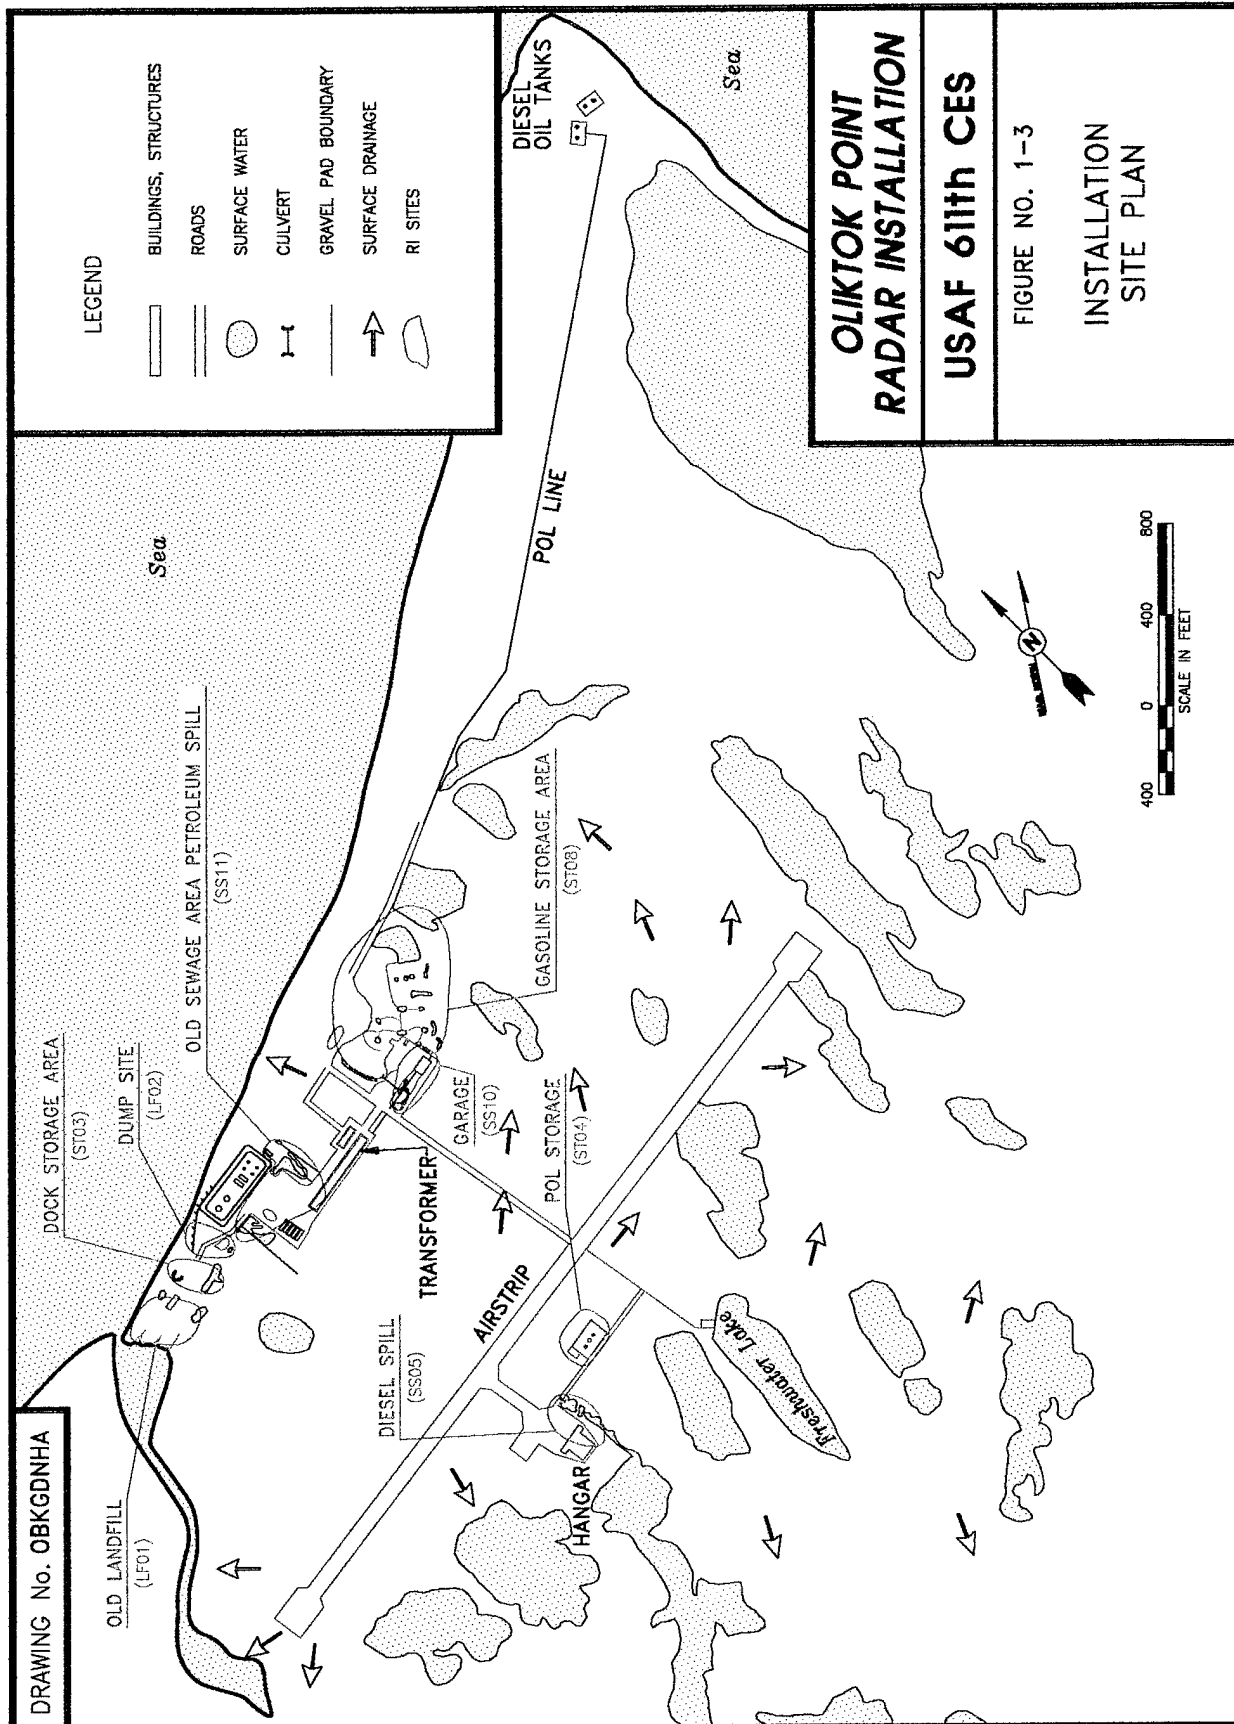 DRAWING No. OBKGDNHA
OLD LANDFILL
(LF01)
DOCK STORAGE AREA
(ST03)
DUMP SITE
(LF02)
OLD SEWAGE AREA PETROLEUM SPILL
(SS11)
Sea
LEGEND
BUILDINGS, STRUCTURES
ROADS
SURFACE WATER
CULVERT
GRAVEL PAD BOUNDARY
SURFACE DRAINAGE
RI SITES
DIESEL
OIL TANKS
Sea
POL LINE
GASOLINE STORAGE AREA
(ST08)
GARAGE
(SS10)
TRANSFORMER
POL STORAGE
(ST04)
AIRSTRIP
DIESEL SPILL
(SS05)
HANGAR
Freshwater Lake
N
400 0 400 800
SCALE IN FEET
OLIKTOK POINT
RADAR INSTALLATION
USAF 611th CES
FIGURE NO. 1-3
INSTALLATION
SITE PLAN